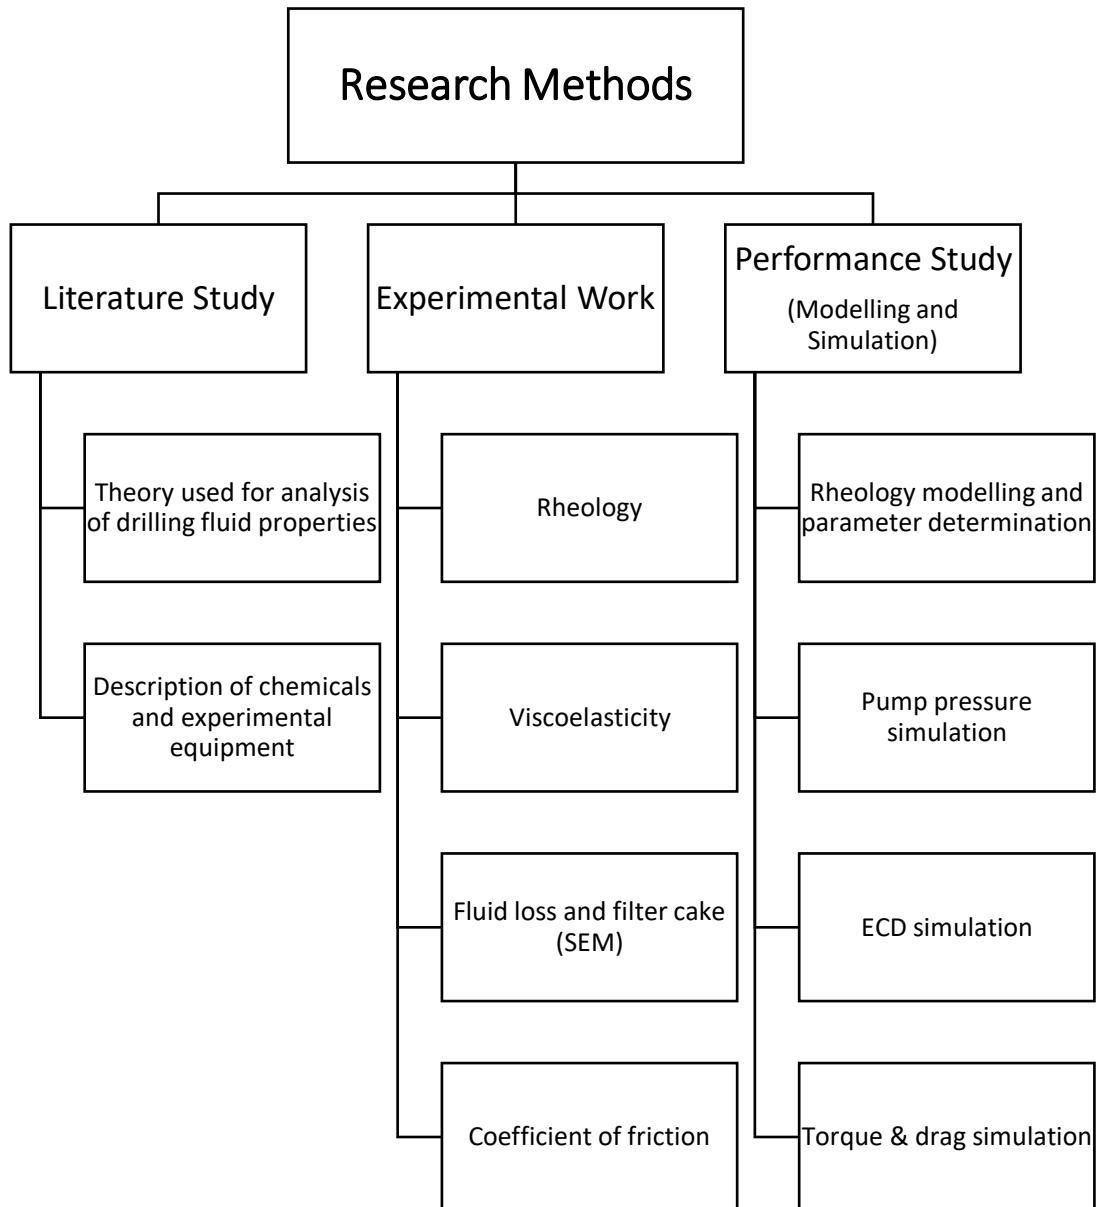 Research Methods
Literature Study
Theory used for analysis
of drilling fluid properties
Description of chemicals
and experimental
equipment
Experimental Work
Rheology
Viscoelasticity
Fluid loss and filter cake
(SEM)
Coefficient of friction
Performance Study
(Modelling and
Simulation)
Rheology modelling and
parameter determination
Pump pressure
simulation
ECD simulation
Torque & drag simulation